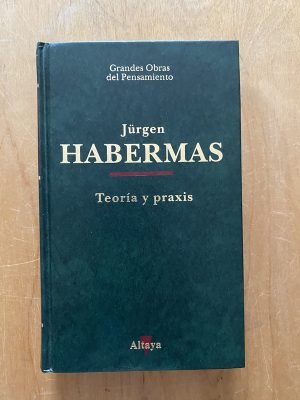 Grandes Obras
del Pensamiento
Jürgen
HABERMAS
Teoría y praxis
Altaya